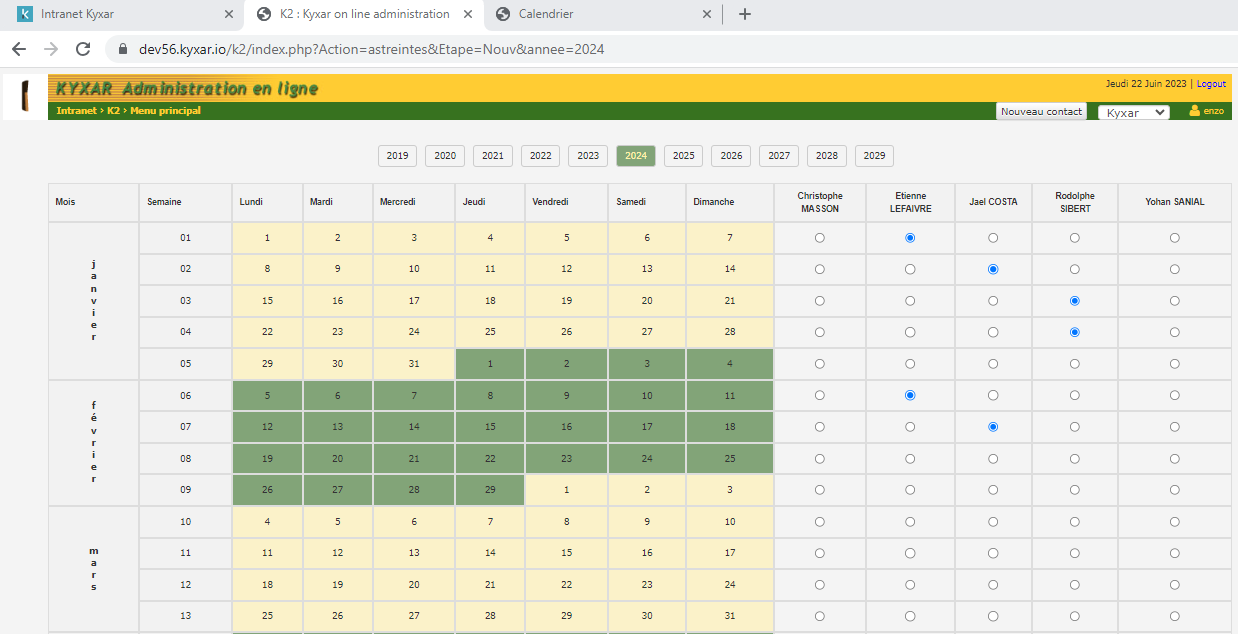 Intranet Kyxar
K2 : Kyxar on line administration
Calendrier
dev56.kyxar.io/k2/index.php?Action=astreintes&Etape=Nouv&annee=2024
KYXAR Administration en ligne
Jeudi 22 Juin 2023 | Logout
Intranet > K2 > Menu principal
Nouveau contact
Kyxar
enzo
2019 2020 2021 2022 2023 2024 2025 2026 2027 2028 2029
Mois Semaine Lundi Mardi Mercredi Jeudi Vendredi Samedi Dimanche Christophe MASSON Etienne LEFAIVRE Jael COSTA Rodolphe SIBERT Yohan SANIAL
janvier
01 1 2 3 4 5 6 7
02 8 9 10 11 12 13 14
03 15 16 17 18 19 20 21
04 22 23 24 25 26 27 28
05 29 30 31 1 2 3 4
février
06 5 6 7 8 9 10 11
07 12 13 14 15 16 17 18
08 19 20 21 22 23 24 25
09 26 27 28 29 1 2 3
mars
10 4 5 6 7 8 9 10
11 11 12 13 14 15 16 17
12 18 19 20 21 22 23 24
13 25 26 27 28 29 30 31